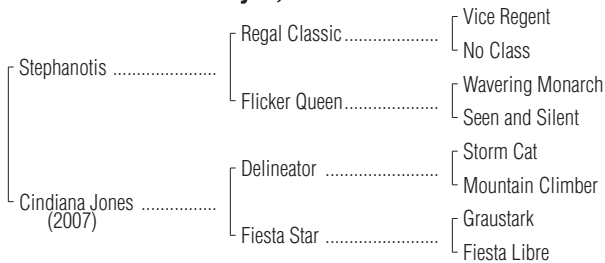 Vice Regent
Regal Classic....................
No Class
Stephanotis ......................
Wavering Monarch
Flicker Queen....................
Seen and Silent
Storm Cat
Delineator ........................
Mountain Climber
Cindiana Jones ................
(2007)
Graustark
Fiesta Star ........................
Fiesta Libre